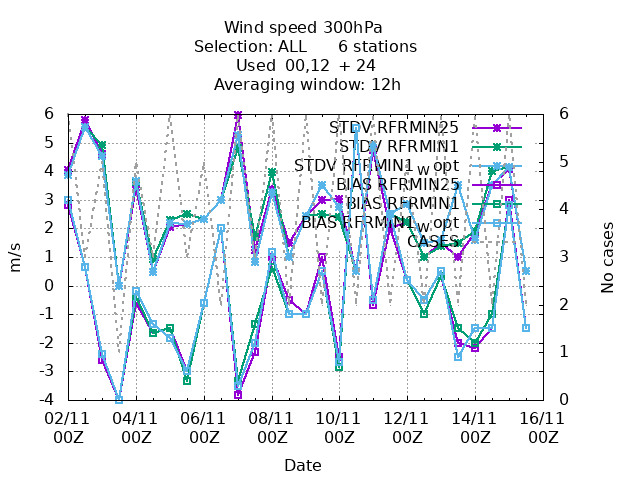 Wind speed 300hPa
Selection: ALL      6 stations
Used  00,12  + 24
Averaging window: 12h
STDV RFRMIN25
STDV RFRMIN1
STDV RFRMIN1_w_opt
BIAS RFRMIN25
BIAS RFRMIN1
BIAS RFRMIN1_w_opt
CASES
6
5
4
3
2
1
0
-1
-2
-3
-4
m/s
6
5
4
3
2
1
0
No cases
02/11 04/11 06/11 08/11 10/11 12/11 14/11 16/11
00Z 00Z 00Z 00Z 00Z 00Z 00Z 00Z
Date